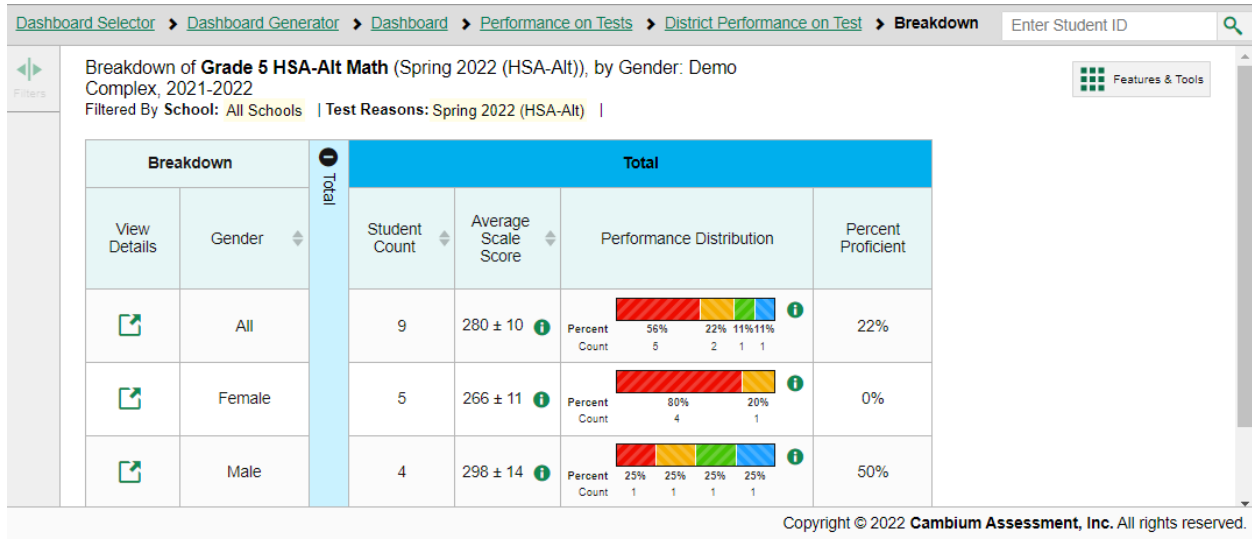 Dashboard Selector > Dashboard Generator > Dashboard > Performance on Tests > District Performance on Test > Breakdown Enter Student ID
Filters
Breakdown of Grade 5 HSA-Alt Math (Spring 2022 (HSA-Alt)), by Gender: Demo
Complex, 2021-2022
Filtered By School: All Schools | Test Reasons: Spring 2022 (HSA-Alt) |
Features & Tools
Breakdown Total Total
View Details Gender Student Count Average Scale Score Performance Distribution Percent Proficient
All 9 280 ± 10 22%
Percent 56% 22% 11% 11%
Count 5 2 1 1
Female 5 266 ± 11 0%
Percent 80% 20%
Count 4 1
Male 4 298 ± 14 50%
Percent 25% 25% 25% 25%
Count 1 1 1 1
Copyright © 2022 Cambium Assessment, Inc. All rights reserved.